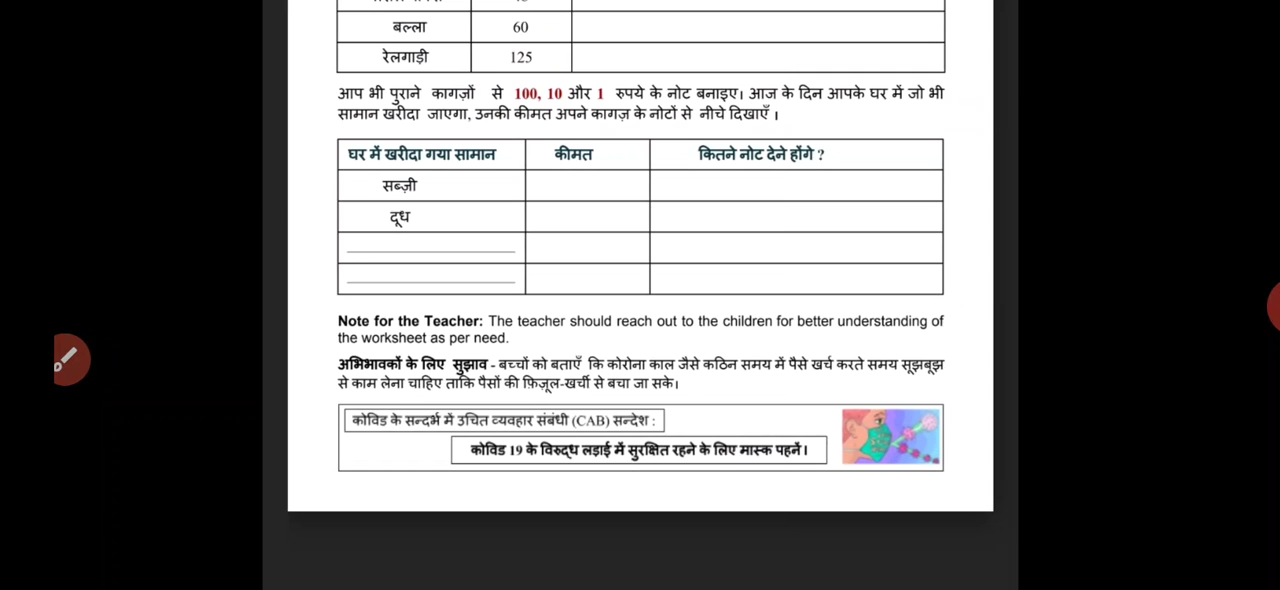 बल्ला 60
रेलगाड़ी 125
आप भी पुराने कागज़ों से 100, 10 और 1 रुपये के नोट बनाइए। आज के दिन आपके घर में जो भी
सामान खरीदा जाएगा, उनकी कीमत अपने कागज़ के नोटों से नीचे दिखाएँ ।
घर में खरीदा गया सामान कीमत कितने नोट देने होंगे ?
सब्ज़ी
दूध
Note for the Teacher: The teacher should reach out to the children for better understanding of
the worksheet as per need.
अभिभावकों के लिए सुझाव - बच्चों को बताएँ कि कोरोना काल जैसे कठिन समय में पैसे खर्च करते समय सूझबूझ
से काम लेना चाहिए ताकि पैसों की फ़िज़ूल-खर्ची से बचा जा सके।
कोविड के सन्दर्भ में उचित व्यवहार संबंधी (CAB) सन्देश :
कोविड 19 के विरुद्ध लड़ाई में सुरक्षित रहने के लिए मास्क पहनें।